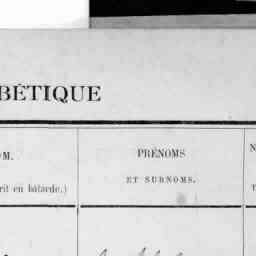 BÉTIQUE
OM.
PRÉNOMS
N
rit en bâtarde.)
ET SURNOMS.